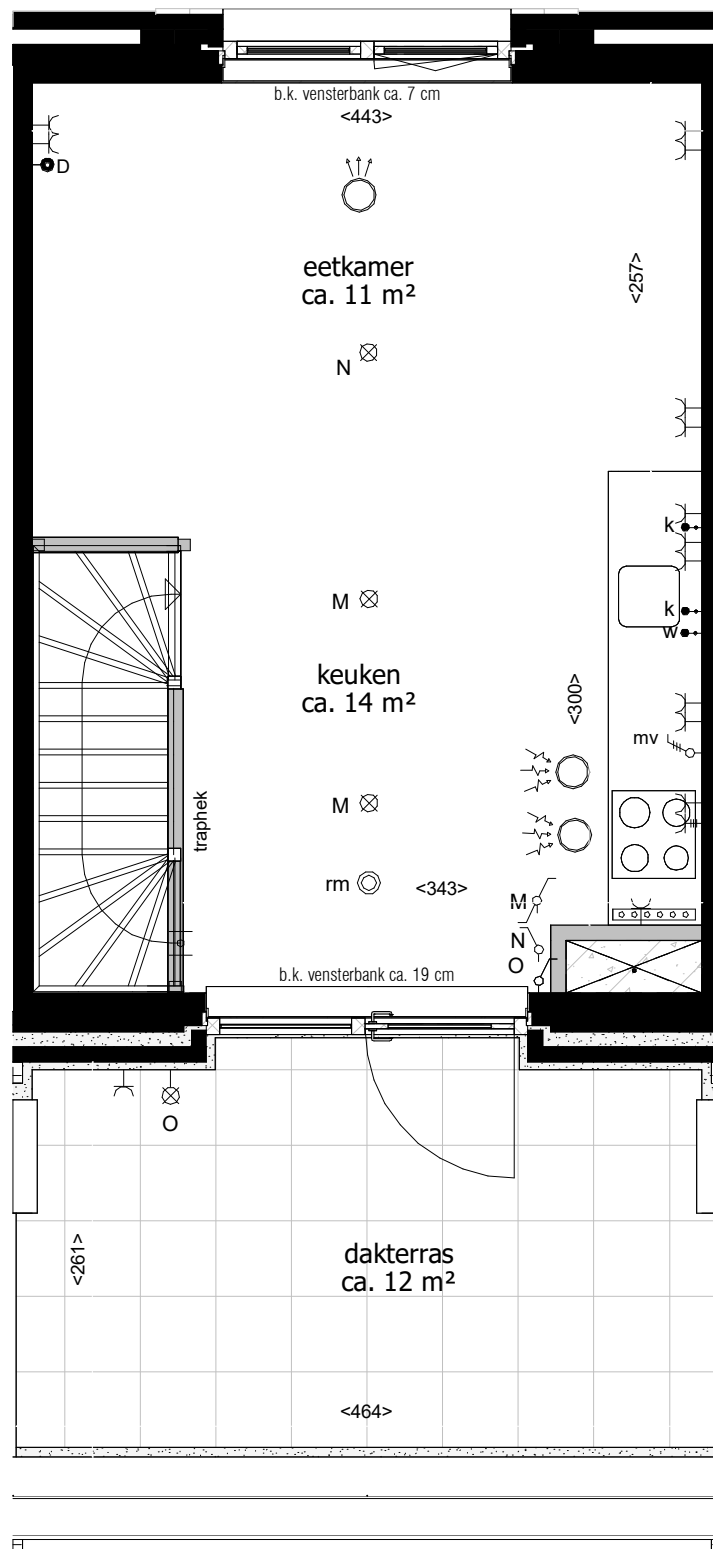 b.k. vensterbank ca. 7 cm
<443>
D
eetkamer
ca. 11 m²
<257>
N
k
M
k
w
keuken
ca. 14 m²
<300>
mv
M
traphek
rm
<343>
M
N
O
b.k. vensterbank ca. 19 cm
O
<261>
dakterras
ca. 12 m²
<464>